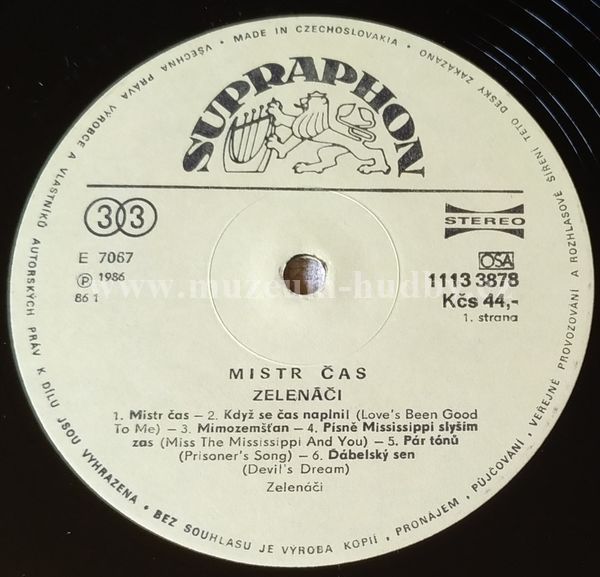 SUPRAPHON
VŠECHNA PRÁVA VÝROBCE A VLASTNÍKŮ AUTORSKÝCH PRÁV K DÍLU JSOU VYHRAZENA • BEZ SOUHLASU JE VÝROBA KOPIÍ, PRONÁJEM, PŮJČOVÁNÍ, VEŘEJNÉ PROVOZOVÁNÍ A ROZHLASOVÉ ŠÍŘENÍ TÉTO DESKY ZAKÁZÁNO • MADE IN CZECHOSLOVAKIA •
33
STEREO
E 7067
Ⓟ 1986
86 1
OSA
1113 3878
Kčs 44,-
1. strana
www.muzeum-hudby.cz
MISTR ČAS
ZELENÁČI
1. Mistr čas – 2. Když se čas naplnil (Love's Been Good
To Me) – 3. Mimozemšťan – 4. Písně Mississippi slyším
zas (Miss The Mississippi And You) – 5. Pár tónů
(Prisoner's Song) – 6. Ďábelský sen
(Devil's Dream)
Zelenáči